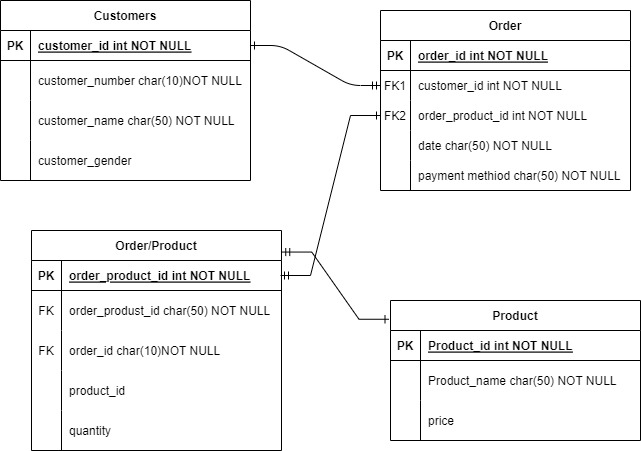 Customers
PK customer_id int NOT NULL
customer_number char(10)NOT NULL
customer_name char(50) NOT NULL
customer_gender
Order
PK order_id int NOT NULL
FK1 customer_id int NOT NULL
FK2 order_product_id int NOT NULL
date char(50) NOT NULL
payment methiod char(50) NOT NULL
Order/Product
PK order_product_id int NOT NULL
FK order_produst_id char(50) NOT NULL
FK order_id char(10)NOT NULL
product_id
quantity
Product
PK Product_id int NOT NULL
Product_name char(50) NOT NULL
price